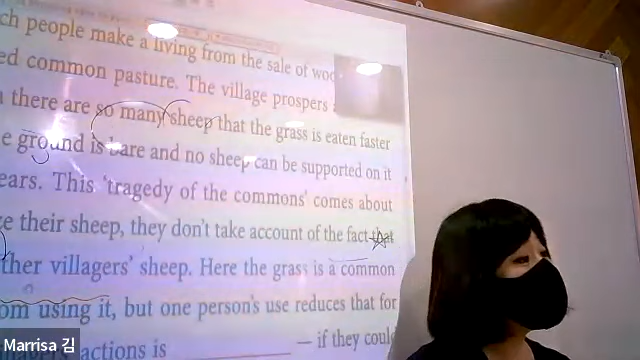 ch people make a living from the sale of woo
ed common pasture. The village prospers
there are so many sheep that the grass is eaten faster
e ground is bare and no sheep can be supported on it
ears. This 'tragedy of the commons' comes about
e their sheep, they don't take account of the fact that
ther villagers' sheep. Here the grass is a common
om using it, but one person's use reduces that for
actions is ______ — if they could
Marrisa 김